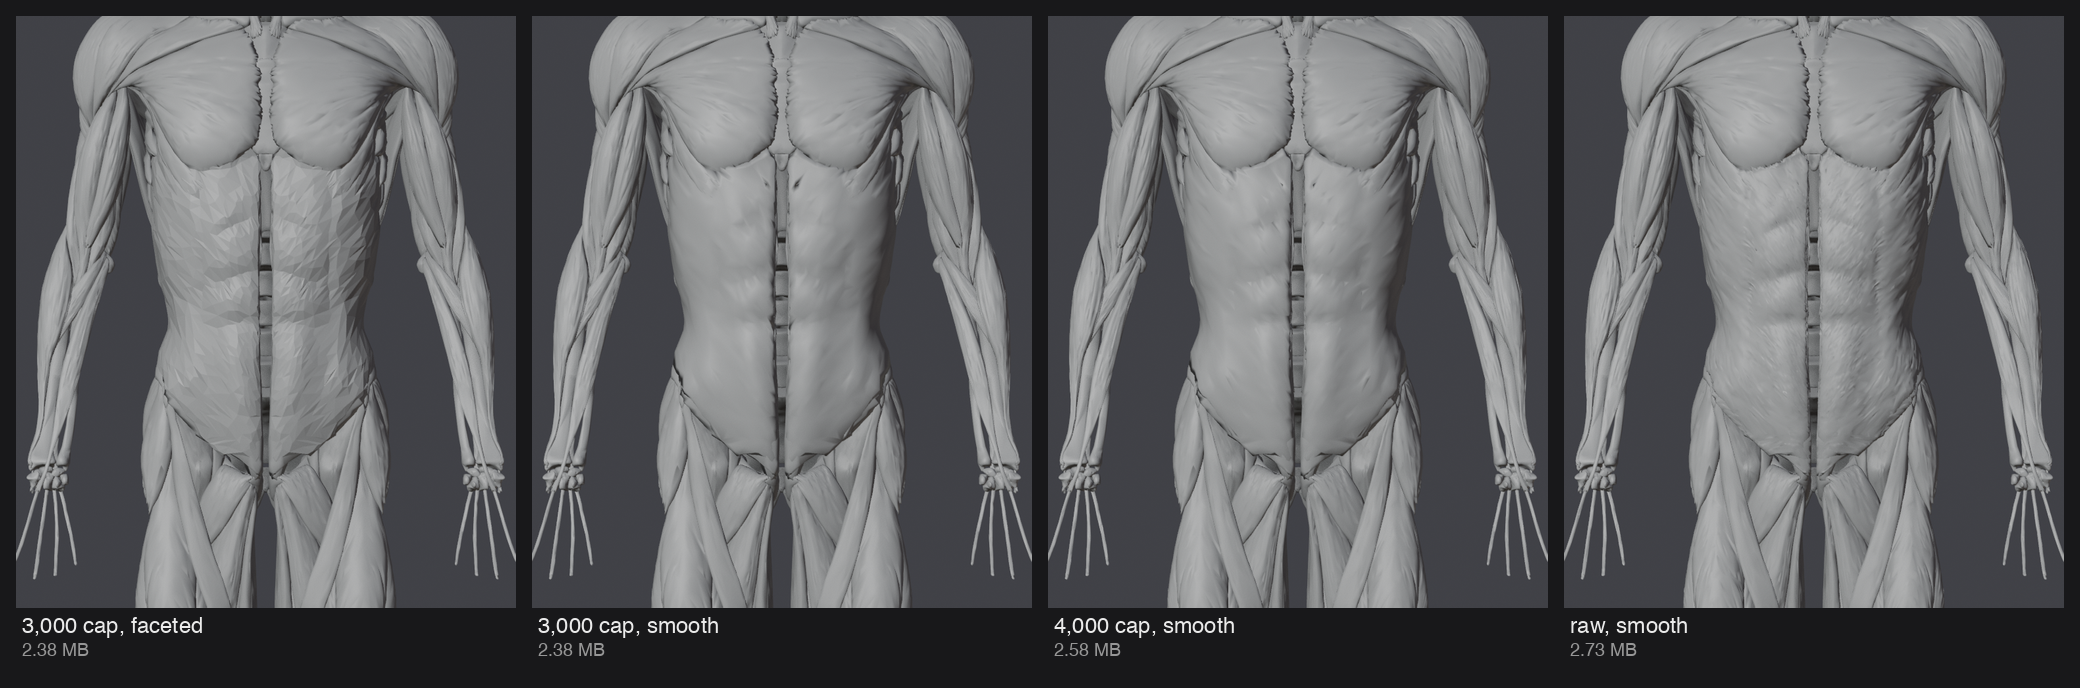 3,000 cap, faceted
2.38 MB
3,000 cap, smooth
2.38 MB
4,000 cap, smooth
2.58 MB
raw, smooth
2.73 MB